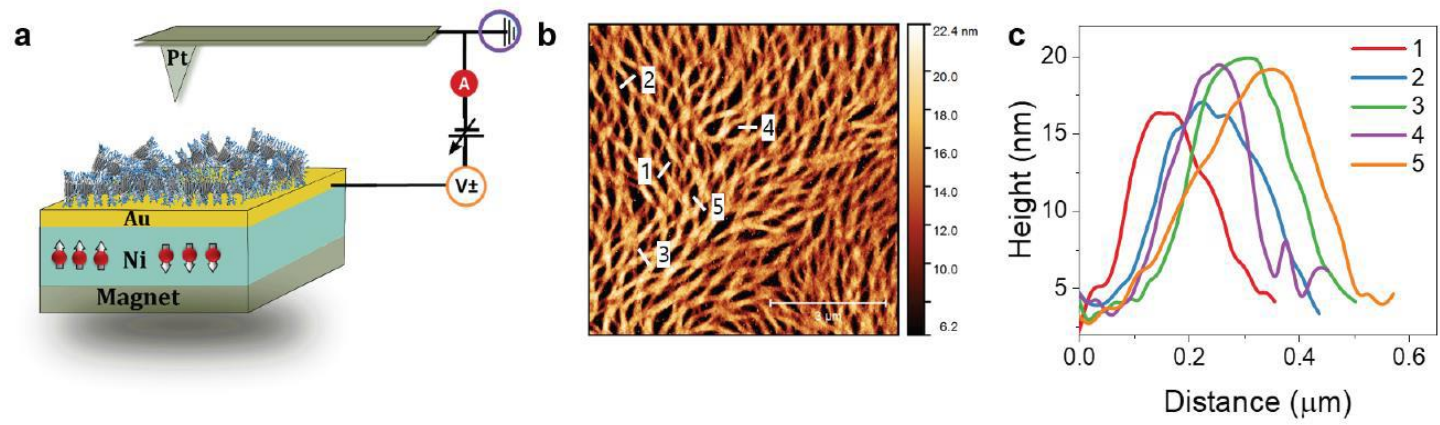 a
Pt
A
V±
Au
Ni
Magnet
b
2
4
1
5
3
3 μm
22.4 nm
20.0
18.0
16.0
14.0
12.0
10.0
6.2
c
Height (nm)
20
15
10
5
0.0
0.2
0.4
0.6
Distance (μm)
1
2
3
4
5